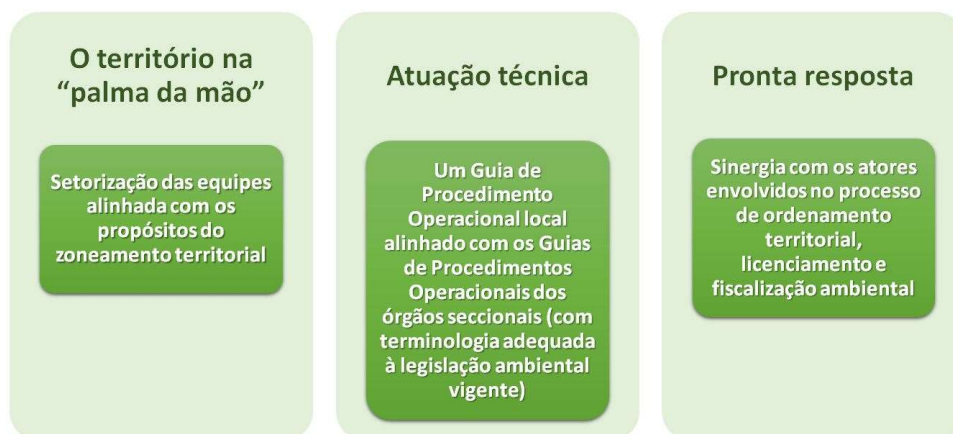 O território na
“palma da mão”
Setorização das equipes
alinhada com os
propósitos do
zoneamento territorial
Atuação técnica
Um Guia de
Procedimento
Operacional local
alinhado com os Guias
de Procedimentos
Operacionais dos
órgãos seccionais (com
terminologia adequada
à legislação ambiental
vigente)
Pronta resposta
Sinergia com os atores
envolvidos no processo
de ordenamento
territorial,
licenciamento e
fiscalização ambiental